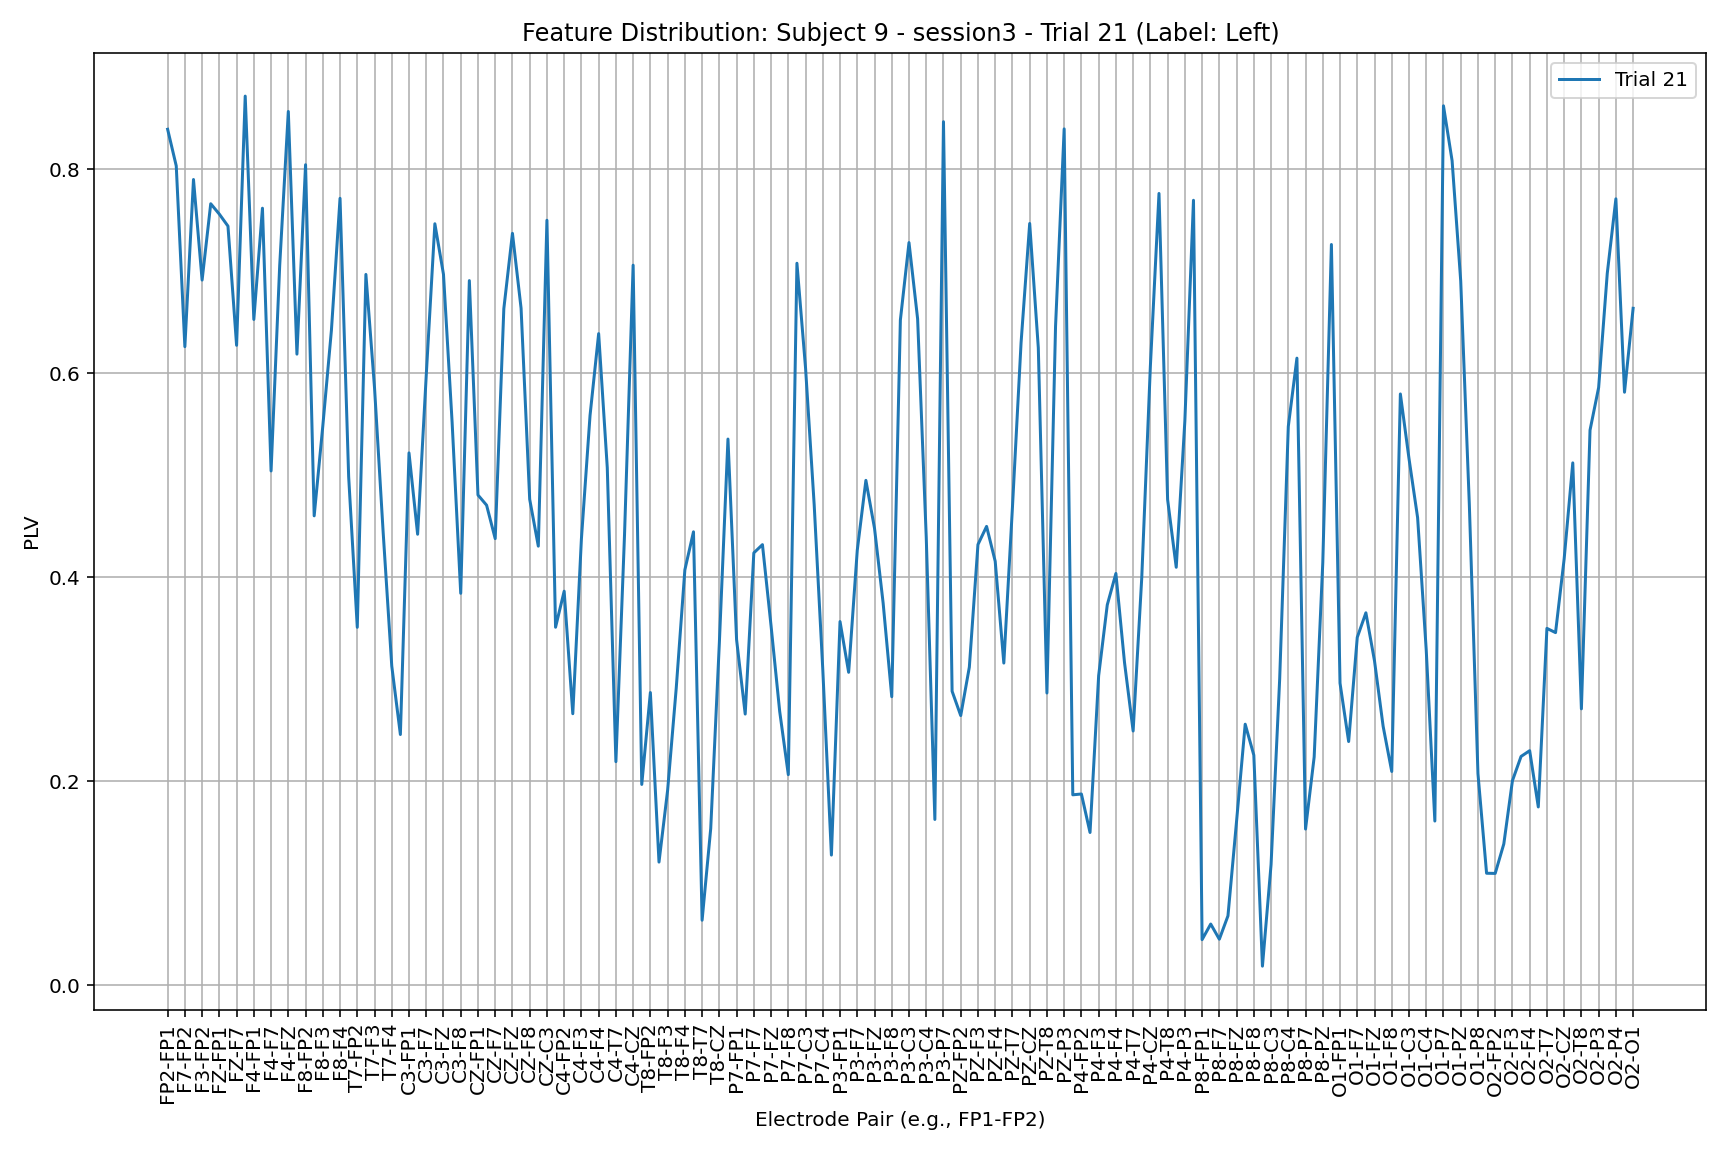 Feature Distribution: Subject 9 - session3 - Trial 21 (Label: Left)
Trial 21
PLV
0.8
0.6
0.4
0.2
0.0
FP2-FP1
F7-FP2
F3-FP2
FZ-FP1
FZ-F7
F4-FP1
F4-F7
F4-FZ
F8-FP2
F8-F3
F8-F4
T7-FP2
T7-F3
T7-F4
C3-FP1
C3-F7
C3-FZ
C3-F8
CZ-FP1
CZ-F7
CZ-FZ
CZ-F8
CZ-C3
C4-FP2
C4-F3
C4-F4
C4-T7
C4-CZ
T8-FP2
T8-F3
T8-F4
T8-T7
T8-CZ
P7-FP1
P7-F7
P7-FZ
P7-F8
P7-C3
P7-C4
P3-FP1
P3-F7
P3-FZ
P3-F8
P3-C3
P3-C4
P3-P7
PZ-FP2
PZ-F3
PZ-F4
PZ-T7
PZ-CZ
PZ-T8
PZ-P3
P4-FP2
P4-F3
P4-F4
P4-T7
P4-CZ
P4-T8
P4-P3
P8-FP1
P8-F7
P8-FZ
P8-F8
P8-C3
P8-C4
P8-P7
P8-PZ
O1-FP1
O1-F7
O1-FZ
O1-F8
O1-C3
O1-C4
O1-P7
O1-PZ
O1-P8
O2-FP2
O2-F3
O2-F4
O2-T7
O2-CZ
O2-T8
O2-P3
O2-P4
O2-O1
Electrode Pair (e.g., FP1-FP2)